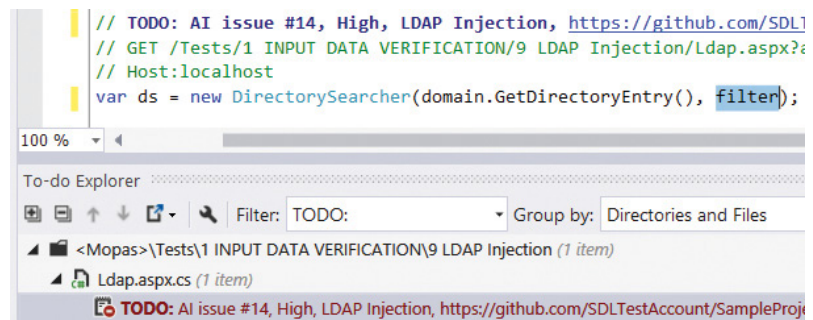 // TODO: AI issue #14, High, LDAP Injection, https://github.com/SDLT
// GET /Tests/1 INPUT DATA VERIFICATION/9 LDAP Injection/Ldap.aspx?a
// Host:localhost
var ds = new DirectorySearcher(domain.GetDirectoryEntry(), filter);
100 %
To-do Explorer
Filter: TODO: Group by: Directories and Files
<Mopas>\Tests\1 INPUT DATA VERIFICATION\9 LDAP Injection (1 item)
Ldap.aspx.cs (1 item)
TODO: AI issue #14, High, LDAP Injection, https://github.com/SDLTestAccount/SampleProje